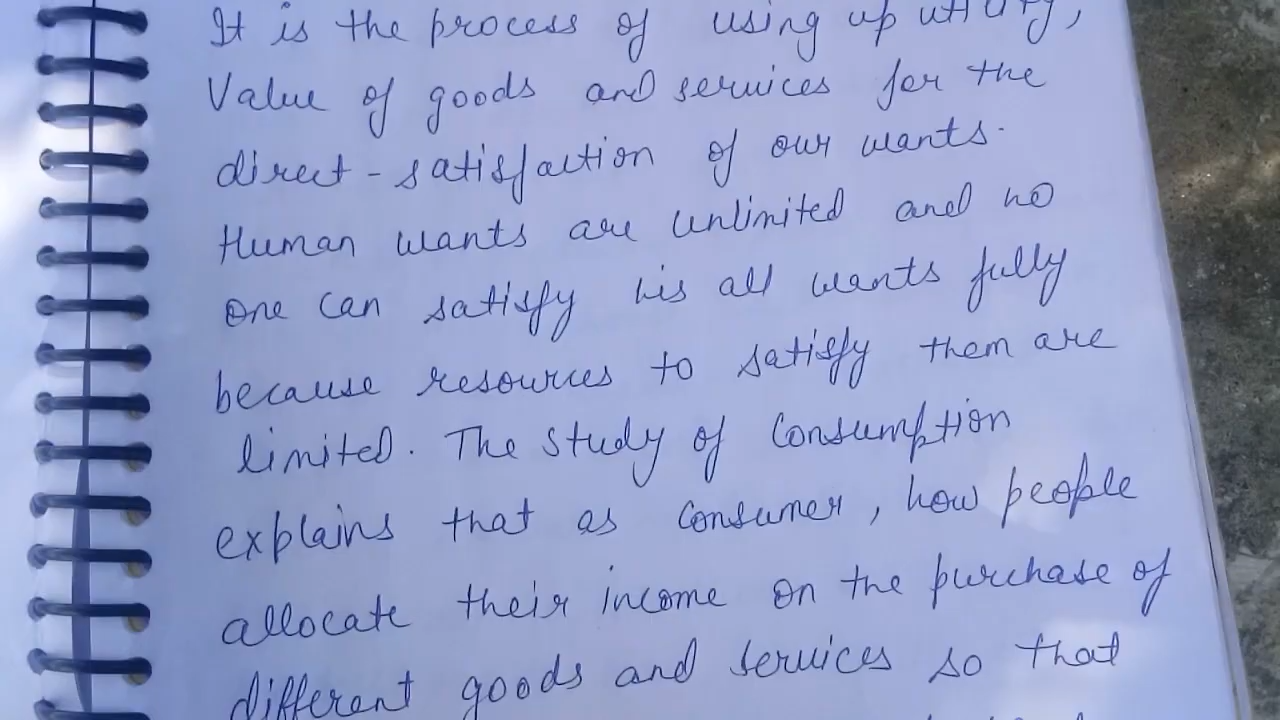 It is the process of using up utility,
Value of goods and services for the
direct - satisfaction of our wants.
Human wants are unlimited and no
one can satisfy his all wants fully
because resources to satisfy them are
limited. The study of Consumption
explains that as Consumer, how people
allocate their income on the purchase of
different goods and services so that